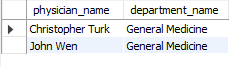 physician_name department_name
Christopher Turk General Medicine
John Wen General Medicine